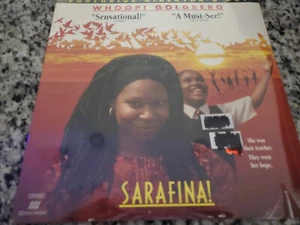 WHOOPI GOLDBERG
"Sensational!"
"A Must-See!"
She was
their teacher.
They were
her hope.
SARAFINA!